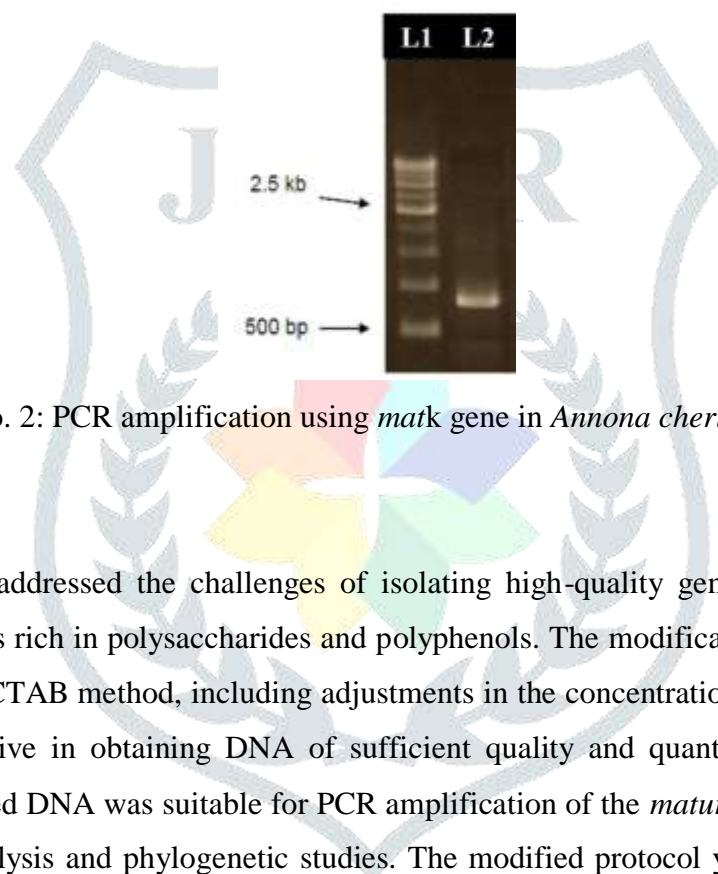 L1 L2
2.5 kb
500 bp
. 2: PCR amplification using matk gene in Annona cher
addressed the challenges of isolating high-quality gen
s rich in polysaccharides and polyphenols. The modifica
CTAB method, including adjustments in the concentratio
ive in obtaining DNA of sufficient quality and quant
ed DNA was suitable for PCR amplification of the matur
lysis and phylogenetic studies. The modified protocol y